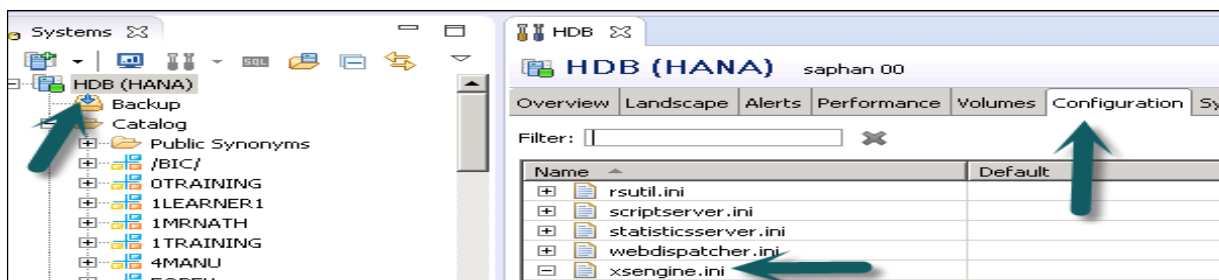 Systems
SQL
HDB (HANA)
Backup
Catalog
Public Synonyms
/BIC/
0TRAINING
1LEARNER1
1MRNATH
1TRAINING
4MANU
HDB
HDB (HANA) saphan 00
Overview Landscape Alerts Performance Volumes Configuration Sy
Filter:
Name Default
rsutil.ini
scriptserver.ini
statisticsserver.ini
webdispatcher.ini
xsengine.ini